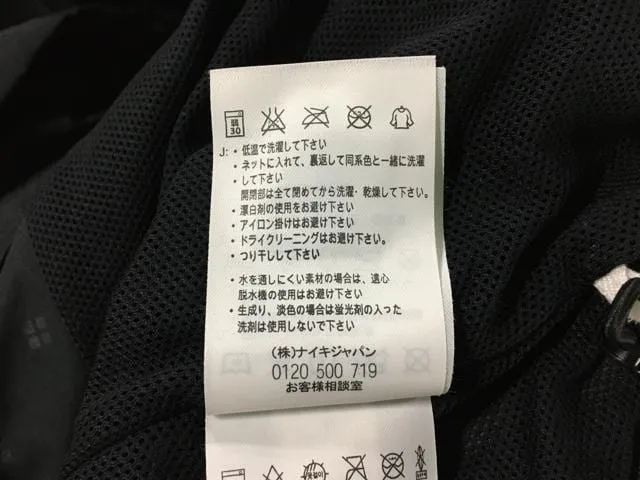 弱
30
J: ・低温で洗濯して下さい
・ネットに入れて、裏返して同系色と一緒に洗濯
・して下さい
開閉部は全て閉めてから洗濯・乾燥して下さい。
・漂白剤の使用をお避け下さい
・アイロン掛けはお避け下さい
・ドライクリーニングはお避け下さい。
・つり干しして下さい
・水を通しにくい素材の場合は、遠心
脱水機の使用はお避け下さい
・生成り、淡色の場合は蛍光剤の入った
洗剤は使用しないで下さい
(株)ナイキジャパン
0120 500 719
お客様相談室